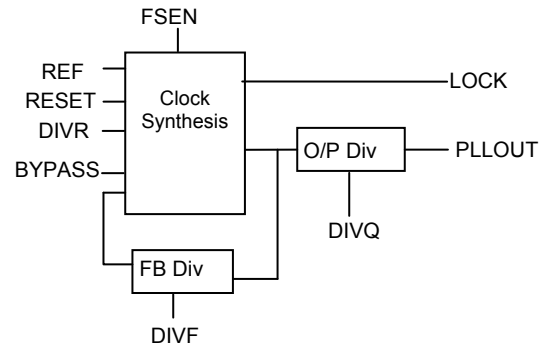 FSEN
REF
RESET
DIVR
BYPASS
Clock
Synthesis
LOCK
O/P Div
PLLOUT
DIVQ
FB Div
DIVF